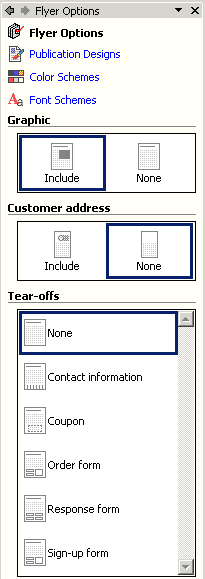 Flyer Options
Flyer Options
Publication Designs
Color Schemes
Font Schemes
Graphic
Include None
Customer address
Include None
Tear-offs
None
Contact information
Coupon
Order form
Response form
Sign-up form